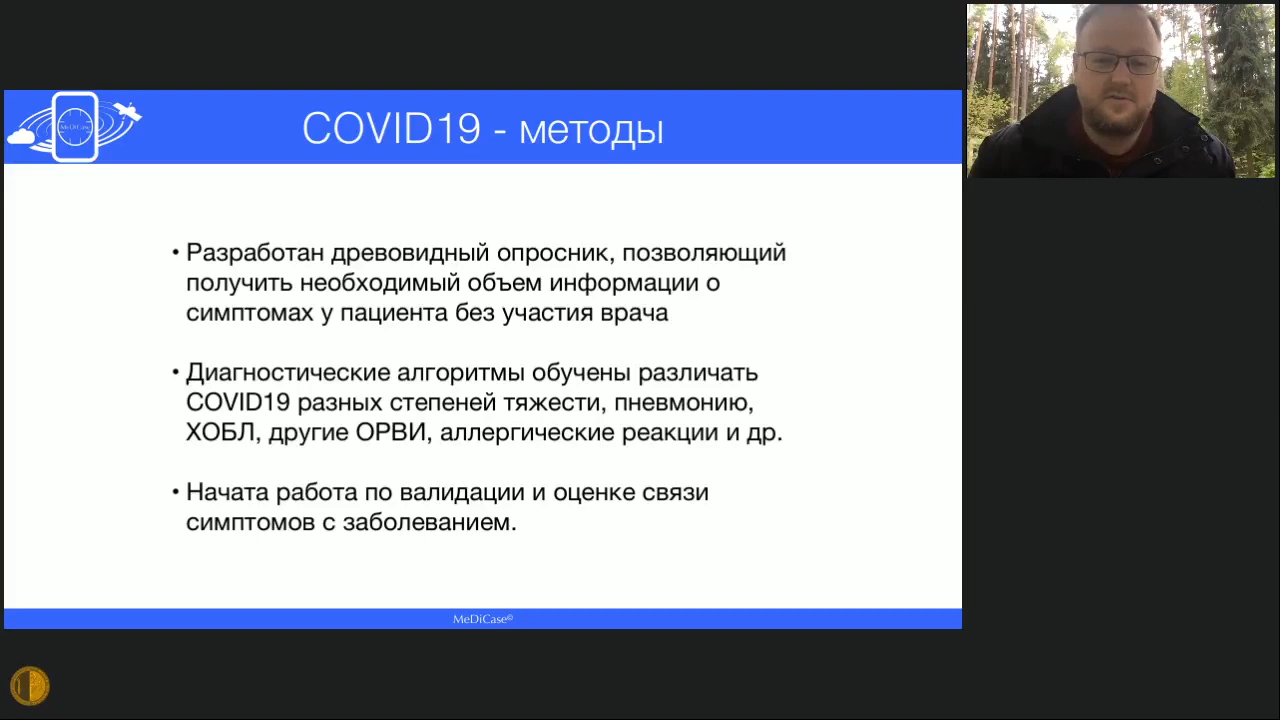 MeDiCase
COVID19 - методы
• Разработан древовидный опросник, позволяющий
получить необходимый объем информации о
симптомах у пациента без участия врача
• Диагностические алгоритмы обучены различать
COVID19 разных степеней тяжести, пневмонию,
ХОБЛ, другие ОРВИ, аллергические реакции и др.
• Начата работа по валидации и оценке связи
симптомов с заболеванием.
MeDiCase©